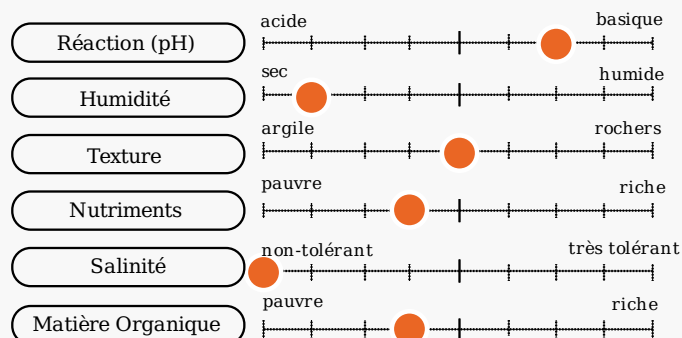 acide basique
Réaction (pH)
sec humide
Humidité
argile rochers
Texture
pauvre riche
Nutriments
non-tolérant très tolérant
Salinité
pauvre riche
Matière Organique